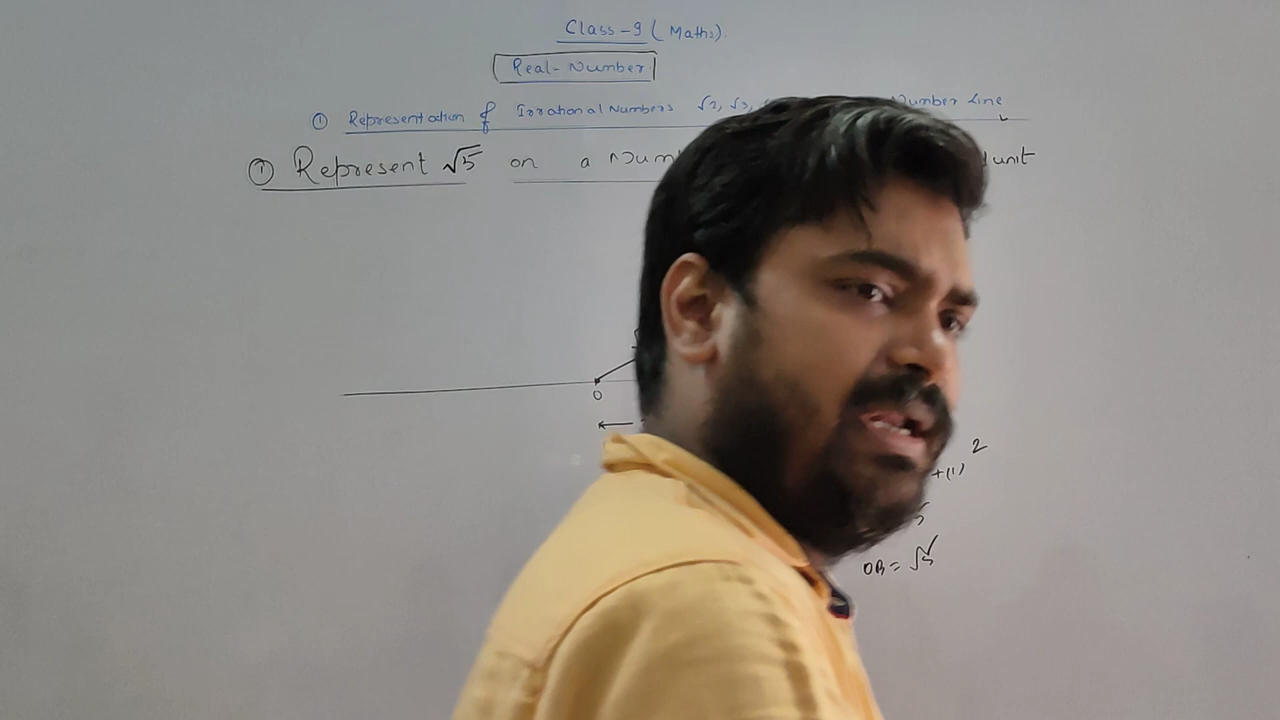 Class-9 (Maths).
Real-Number
① Representation of Irrational Numbers √2, √3, Number Line
① Represent √5 on a Num unit
0
+(1)²
OB = √5